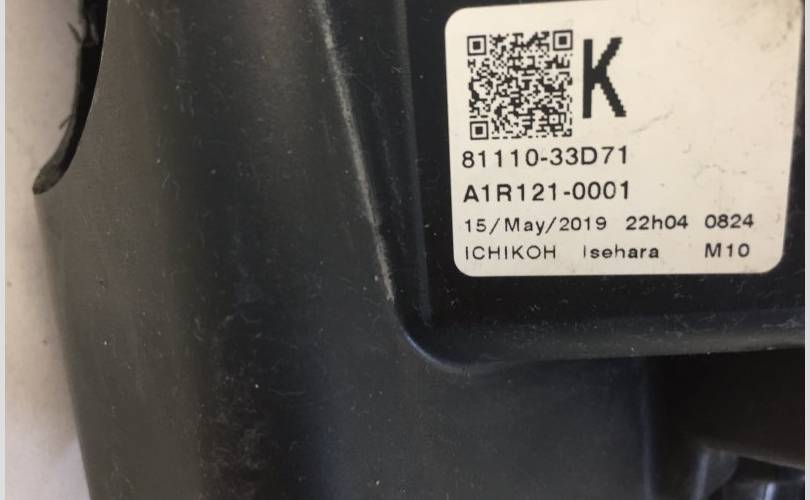 K
81110-33D71
A1R121-0001
15/May/2019 22h04 0824
ICHIKOH Isehara M10